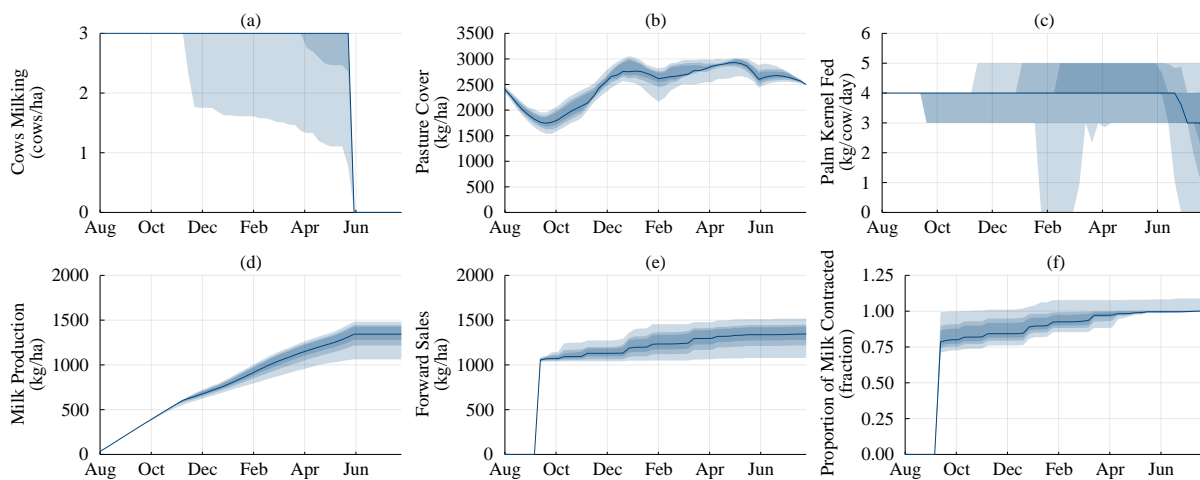 (a)
Cows Milking
(cows/ha)
3
2
1
0
Aug Oct Dec Feb Apr Jun
(b)
Pasture Cover
(kg/ha)
3500
3000
2500
2000
1500
1000
500
0
Aug Oct Dec Feb Apr Jun
(c)
Palm Kernel Fed
(kg/cow/day)
6
5
4
3
2
1
0
Aug Oct Dec Feb Apr Jun
(d)
Milk Production
(kg/ha)
2000
1500
1000
500
0
Aug Oct Dec Feb Apr Jun
(e)
Forward Sales
(kg/ha)
2000
1500
1000
500
0
Aug Oct Dec Feb Apr Jun
(f)
Proportion of Milk Contracted
(fraction)
1.25
1.00
0.75
0.50
0.25
0.00
Aug Oct Dec Feb Apr Jun